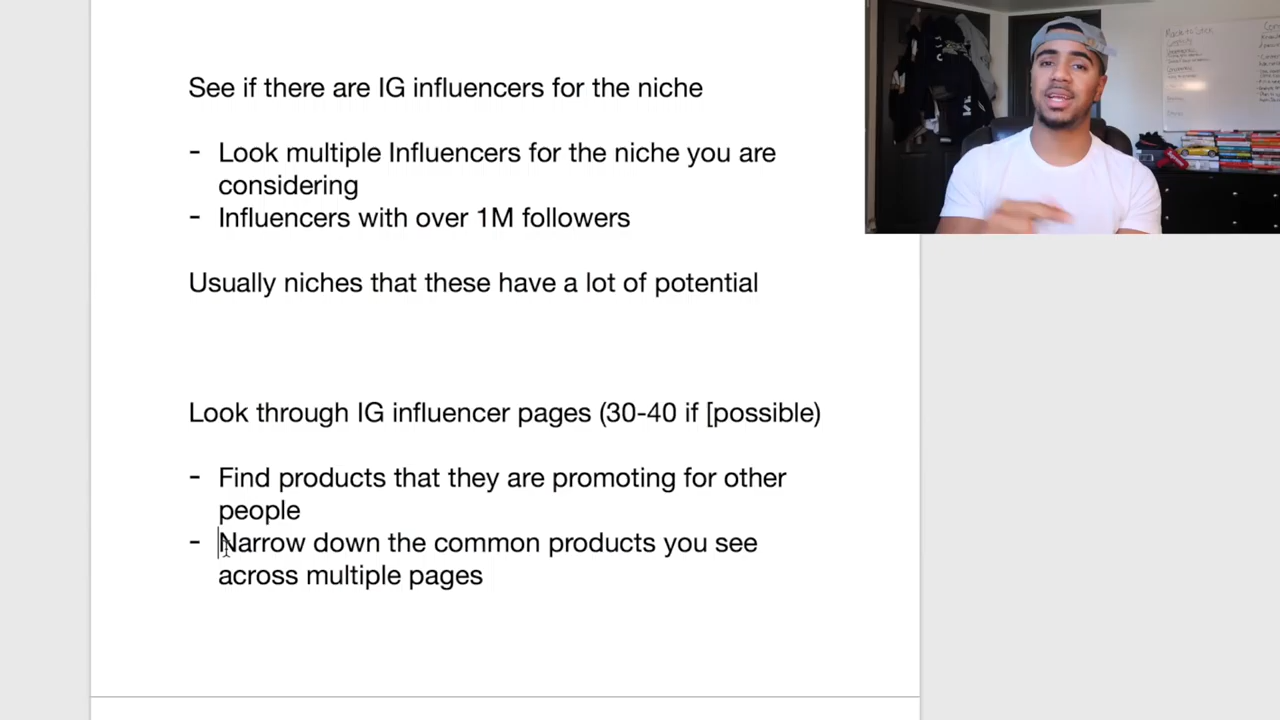 See if there are IG influencers for the niche
- Look multiple Influencers for the niche you are
considering
- Influencers with over 1M followers
Usually niches that these have a lot of potential
Look through IG influencer pages (30-40 if [possible)
- Find products that they are promoting for other
people
- Narrow down the common products you see
across multiple pages